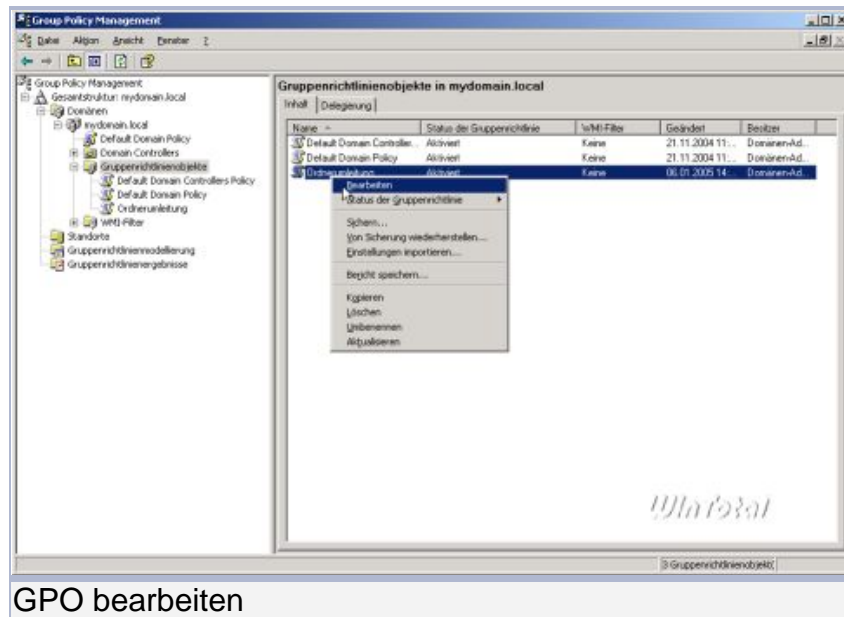 Group Policy Management
Datei Aktion Ansicht Fenster ?
Group Policy Management
Gesamtstruktur: mydomain.local
Domänen
mydomain.local
Default Domain Policy
Domain Controllers
Gruppenrichtlinienobjekte
Default Domain Controllers Policy
Default Domain Policy
Ordnerumleitung
WMI-Filter
Standorte
Gruppenrichtlinienmodellierung
Gruppenrichtlinienergebnisse
Gruppenrichtlinienobjekte in mydomain.local
Inhalt Delegierung
Name Status der Gruppenrichtlinie WMI-Filter Geändert Besitzer
Default Domain Controller... Aktiviert Keine 21.11.2004 11:... Domänen-Ad...
Default Domain Policy Aktiviert Keine 21.11.2004 11:... Domänen-Ad...
Ordnerumleitung Aktiviert Keine 06.01.2005 14:... Domänen-Ad...
Bearbeiten
Status der Gruppenrichtlinie
Sichern...
Von Sicherung wiederherstellen...
Einstellungen importieren...
Bericht speichern...
Kopieren
Löschen
Umbenennen
Aktualisieren
WinTotal
3 Gruppenrichtlinienobjekt(
GPO bearbeiten